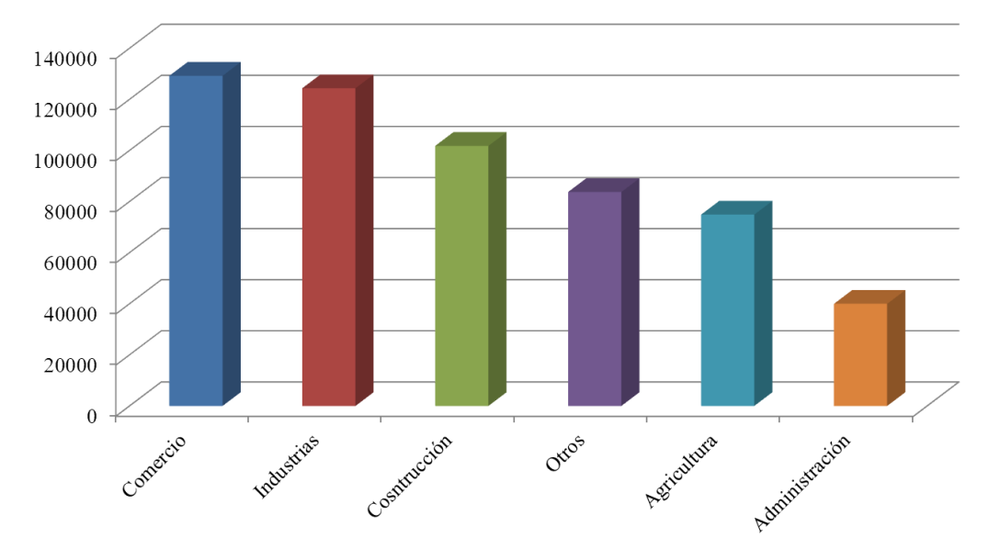 140000
120000
100000
80000
60000
40000
20000
0
Comercio
Industrias
Cosntrucción
Otros
Agricultura
Administración